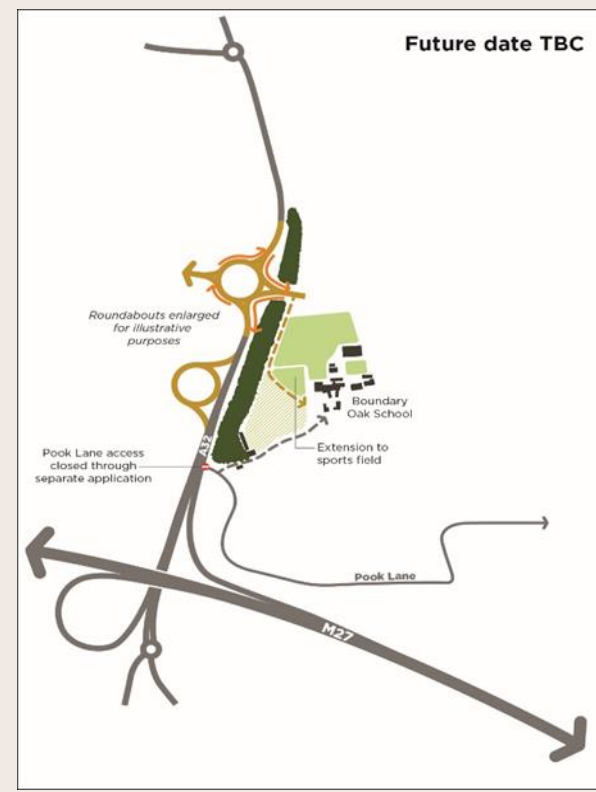 Future date TBC
Roundabouts enlarged
for illustrative
purposes
Boundary
Oak School
A32
Extension to
sports field
Pook Lane access
closed through
separate application
Pook Lane
M27